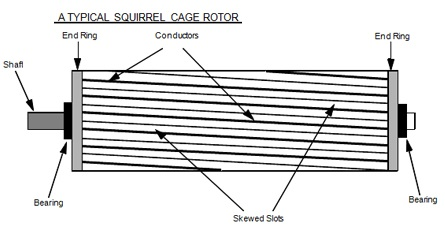 A TYPICAL SQUIRREL CAGE ROTOR
End Ring
Conductors
End Ring
Shaft
Bearing
Skewed Slots
Bearing